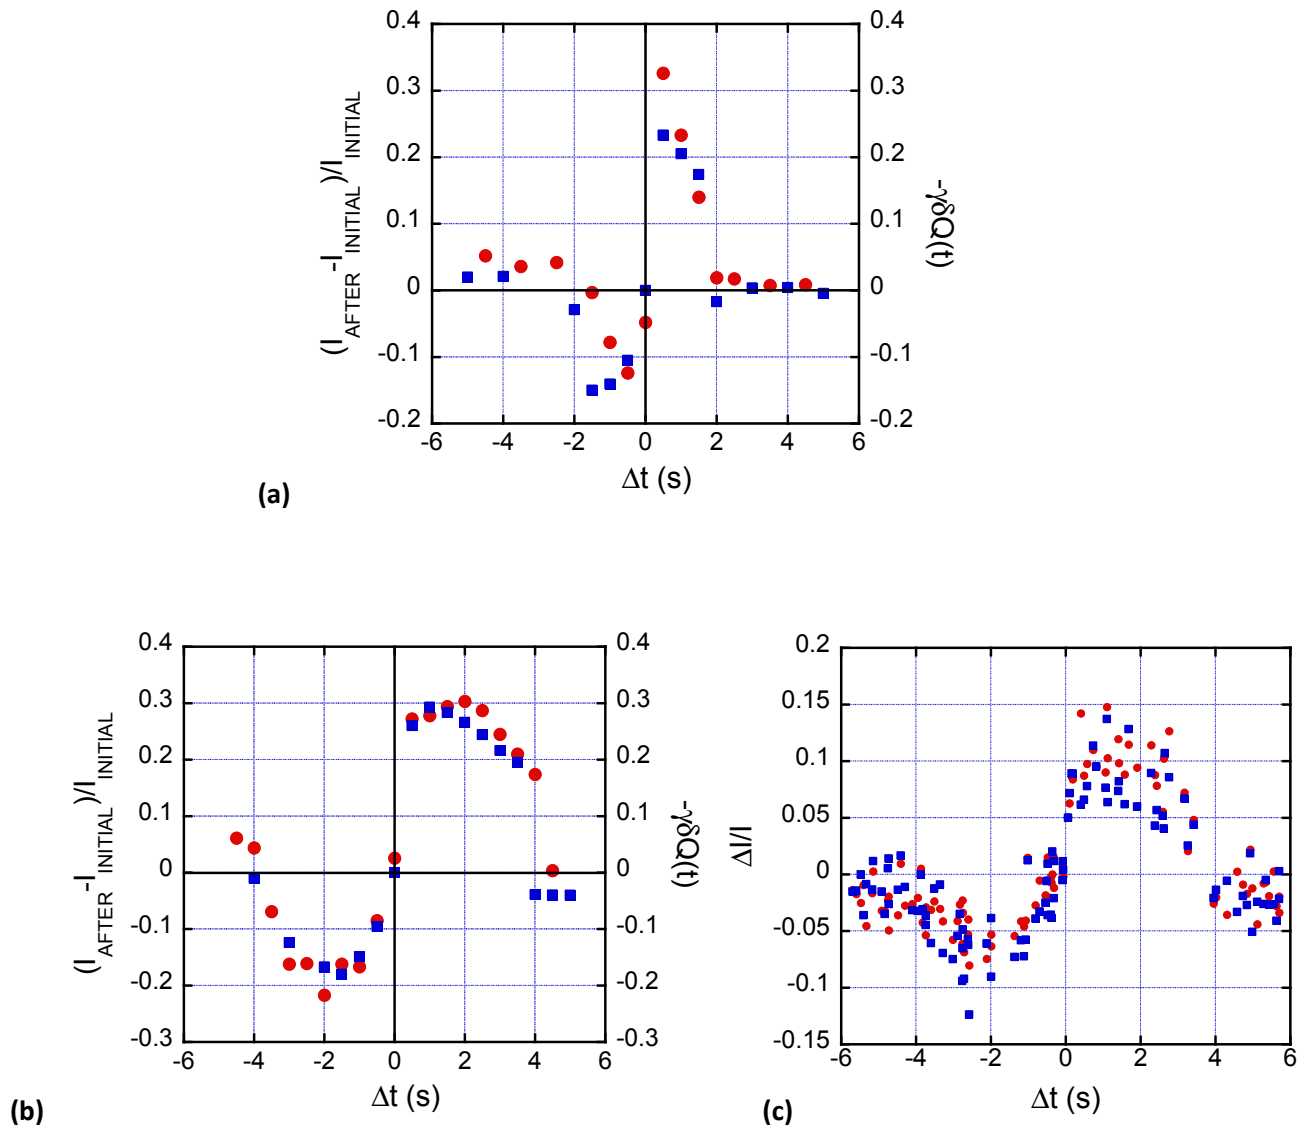 0.4
0.3
0.2
0.1
0
-0.1
-0.2
0.4
0.3
0.2
0.1
0
-0.1
-0.2
-6 -4 -2 0 2 4 6
(I_AFTER-I_INITIAL)/I_INITIAL
-γδQ(t)
Δt (s)
(a)
0.4
0.3
0.2
0.1
0
-0.1
-0.2
-0.3
0.4
0.3
0.2
0.1
0
-0.1
-0.2
-0.3
-6 -4 -2 0 2 4 6
(I_AFTER-I_INITIAL)/I_INITIAL
-γδQ(t)
Δt (s)
(b)
0.2
0.15
0.1
0.05
0
-0.05
-0.1
-0.15
-6 -4 -2 0 2 4 6
ΔI/I
Δt (s)
(c)